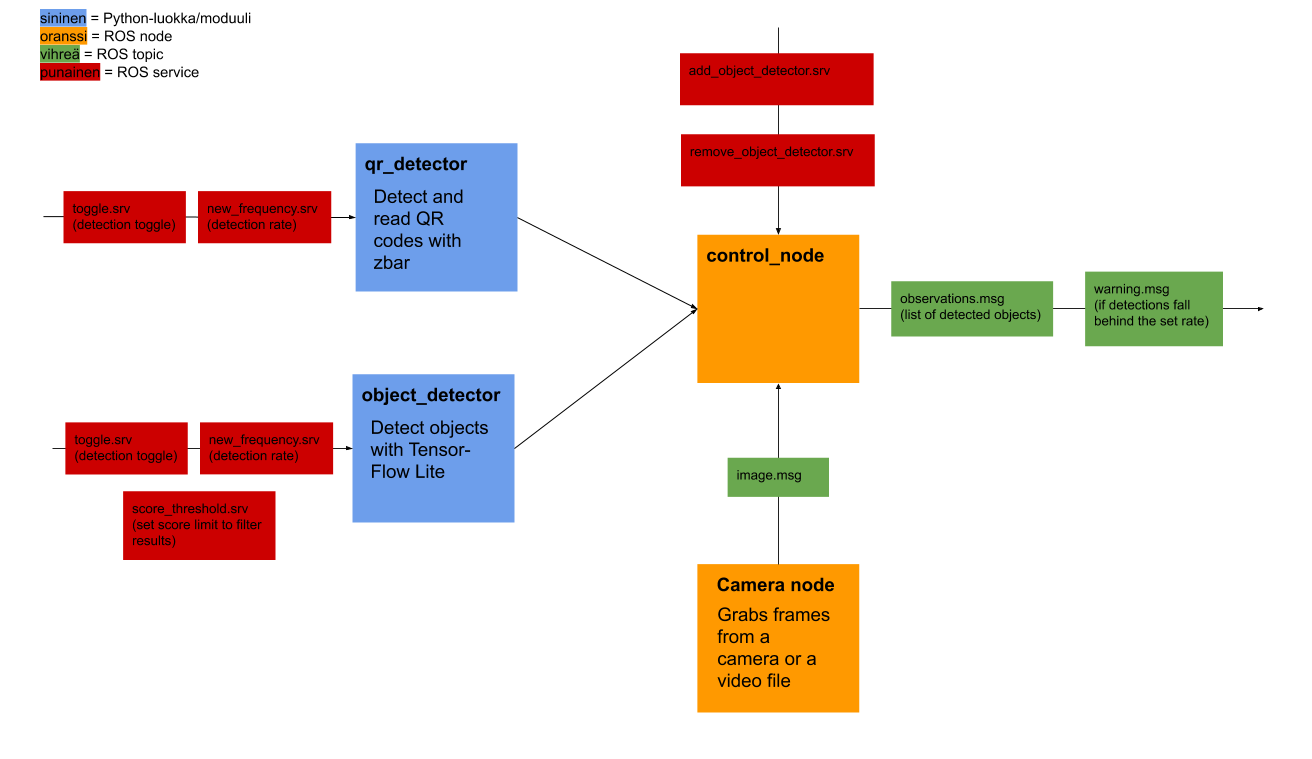 sininen = Python-luokka/moduuli
oranssi = ROS node
vihreä = ROS topic
punainen = ROS service
add_object_detector.srv
remove_object_detector.srv
qr_detector
Detect and
read QR
codes with
zbar
toggle.srv
(detection toggle)
new_frequency.srv
(detection rate)
control_node
observations.msg
(list of detected objects)
warning.msg
(if detections fall
behind the set rate)
object_detector
Detect objects
with Tensor-
Flow Lite
toggle.srv
(detection toggle)
new_frequency.srv
(detection rate)
score_threshold.srv
(set score limit to filter
results)
image.msg
Camera node
Grabs frames
from a
camera or a
video file